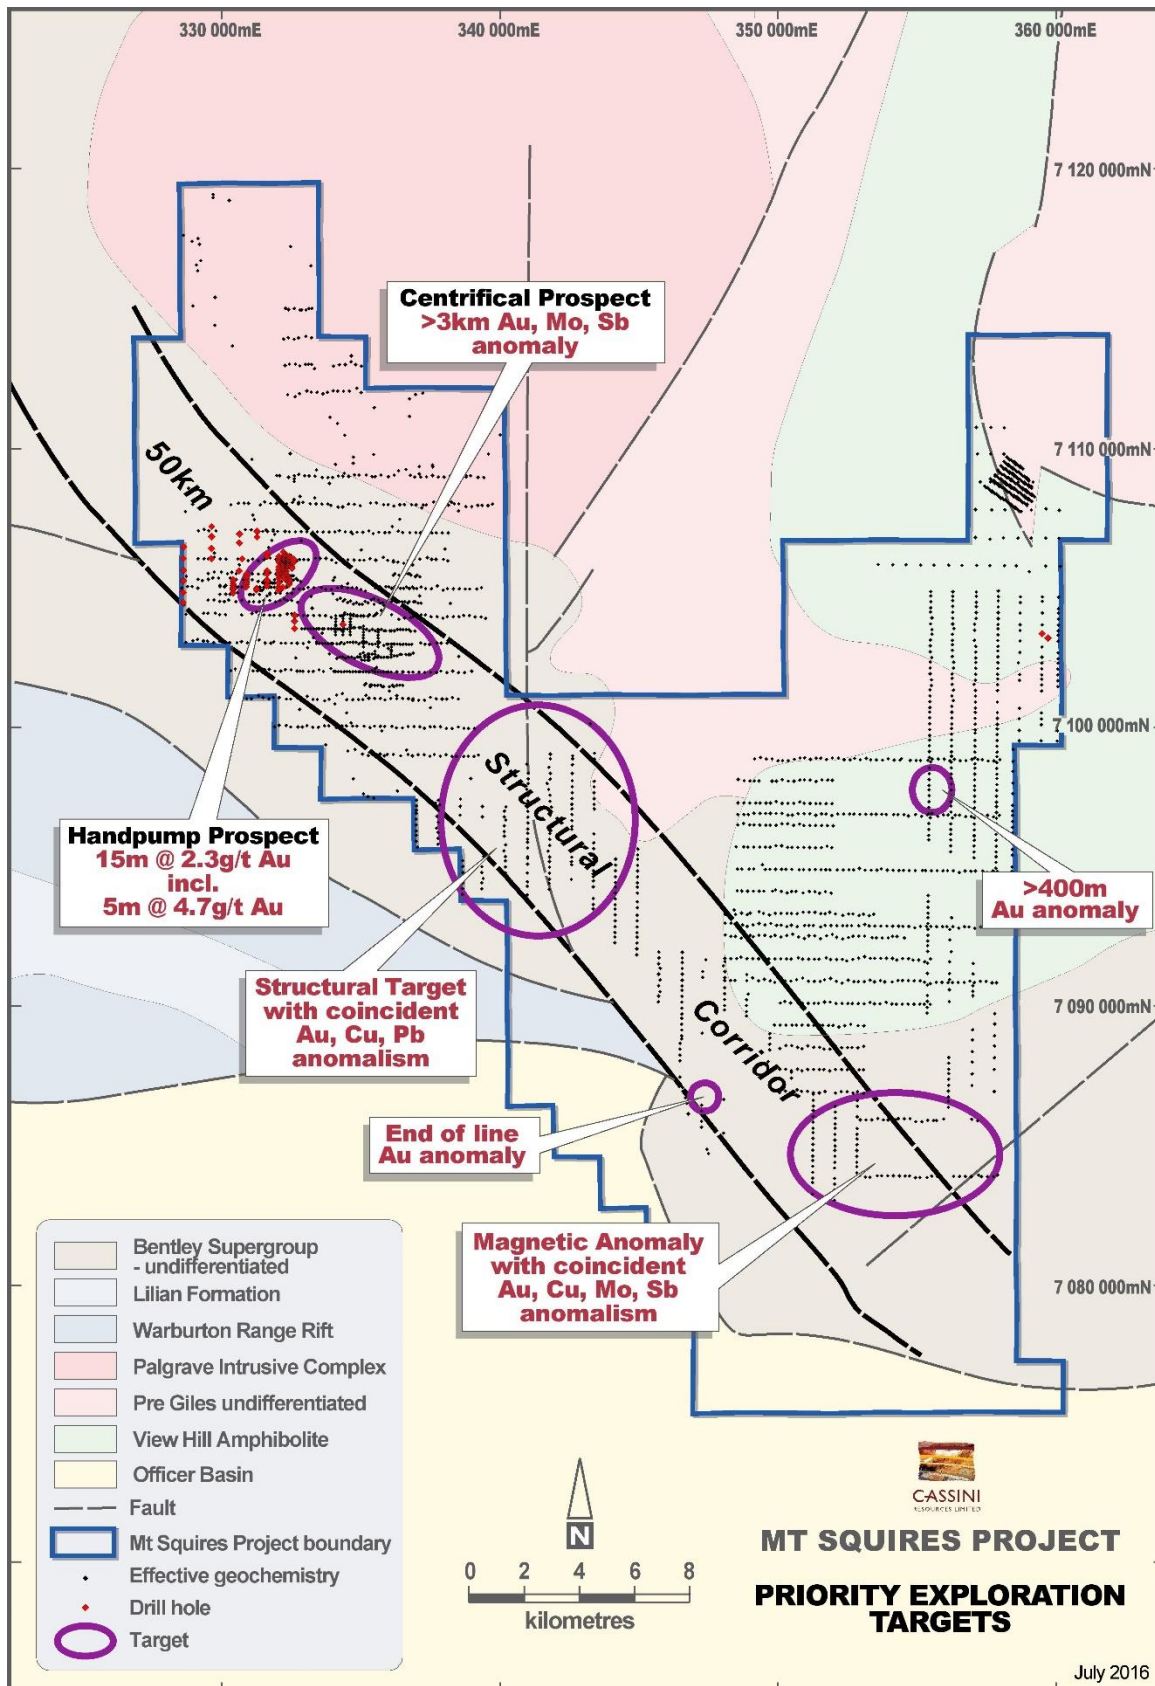 330 000mE
340 000mE
350 000mE
360 000mE
7 120 000mN
Centrifical Prospect
>3km Au, Mo, Sb
anomaly
7 110 000mN
50km
7 100 000mN
Structural
Handpump Prospect
15m @ 2.3g/t Au
incl.
5m @ 4.7g/t Au
>400m
Au anomaly
Structural Target
with coincident
Au, Cu, Pb
anomalism
7 090 000mN
Corridor
End of line
Au anomaly
Magnetic Anomaly
with coincident
Au, Cu, Mo, Sb
anomalism
7 080 000mN
Bentley Supergroup
- undifferentiated
Lilian Formation
Warburton Range Rift
Palgrave Intrusive Complex
Pre Giles undifferentiated
View Hill Amphibolite
Officer Basin
Fault
Mt Squires Project boundary
Effective geochemistry
Drill hole
Target
N
0 2 4 6 8
kilometres
CASSINI
RESOURCES LIMITED
MT SQUIRES PROJECT
PRIORITY EXPLORATION
TARGETS
July 2016